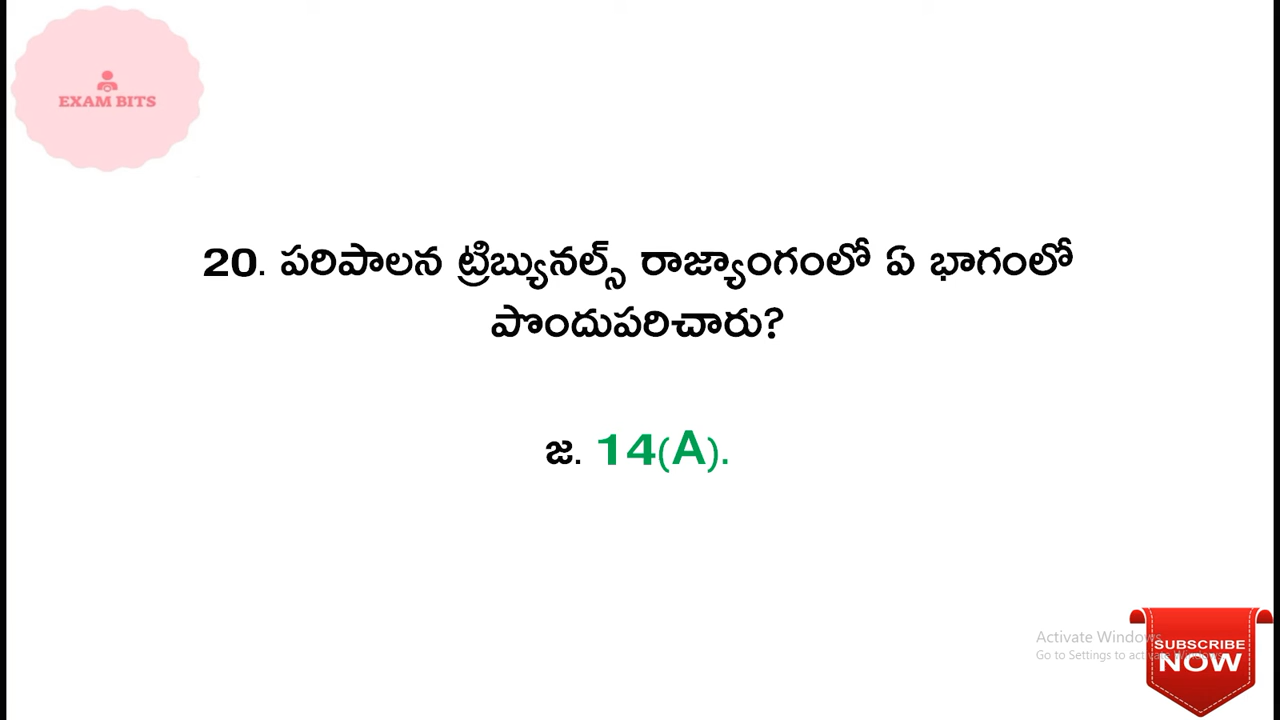 EXAM BITS
20. పరిపాలన ట్రిబ్యునల్స్ రాజ్యాంగంలో ఏ భాగంలో
పొందుపరిచారు?
జ. 14(A).
Activate Windows
Go to Settings to activate Windows.
SUBSCRIBE
NOW